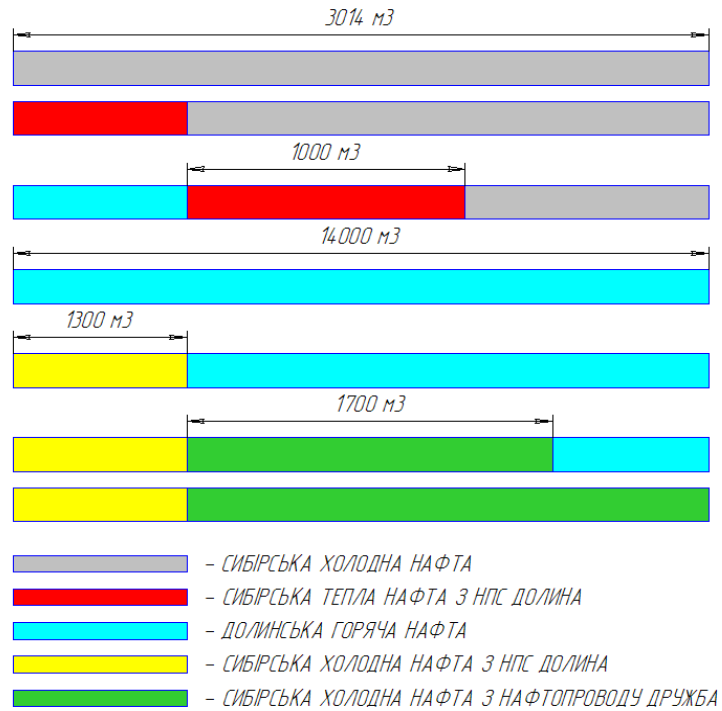 3014 м3
1000 м3
14000 м3
1300 м3
1700 м3
– СИБІРСЬКА ХОЛОДНА НАФТА
– СИБІРСЬКА ТЕПЛА НАФТА З НПС ДОЛИНА
– ДОЛИНСЬКА ГОРЯЧА НАФТА
– СИБІРСЬКА ХОЛОДНА НАФТА З НПС ДОЛИНА
– СИБІРСЬКА ХОЛОДНА НАФТА З НАФТОПРОВОДУ ДРУЖБА